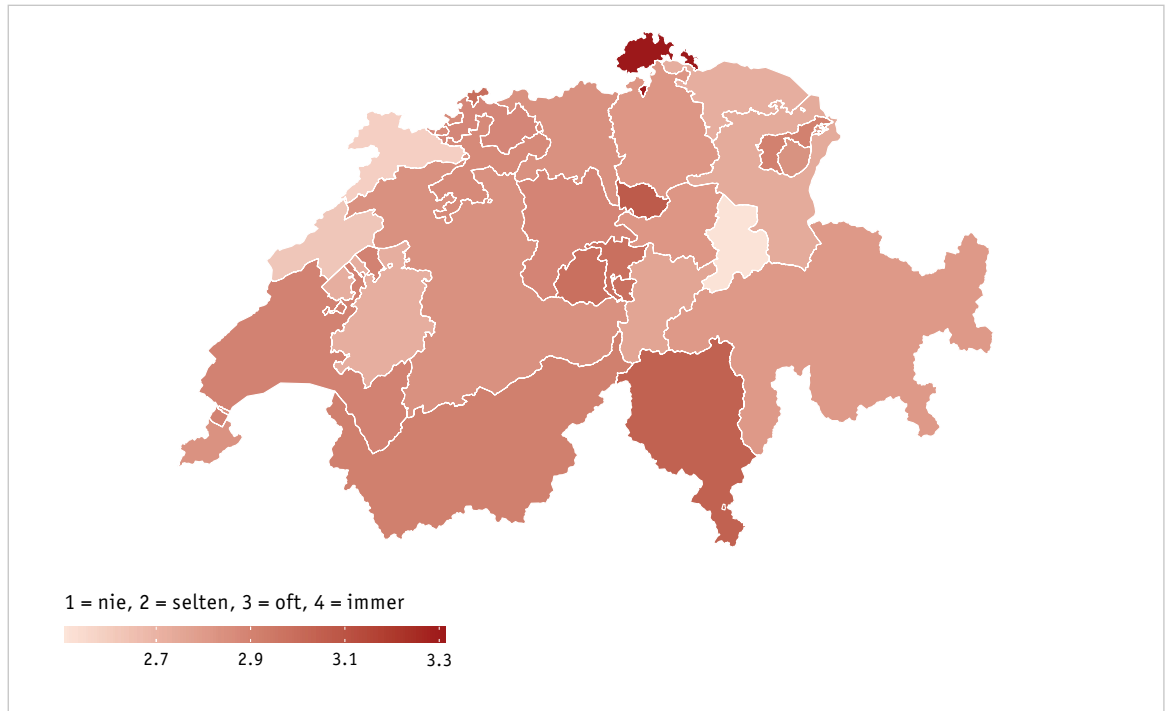 1 = nie, 2 = selten, 3 = oft, 4 = immer
2.7 2.9 3.1 3.3